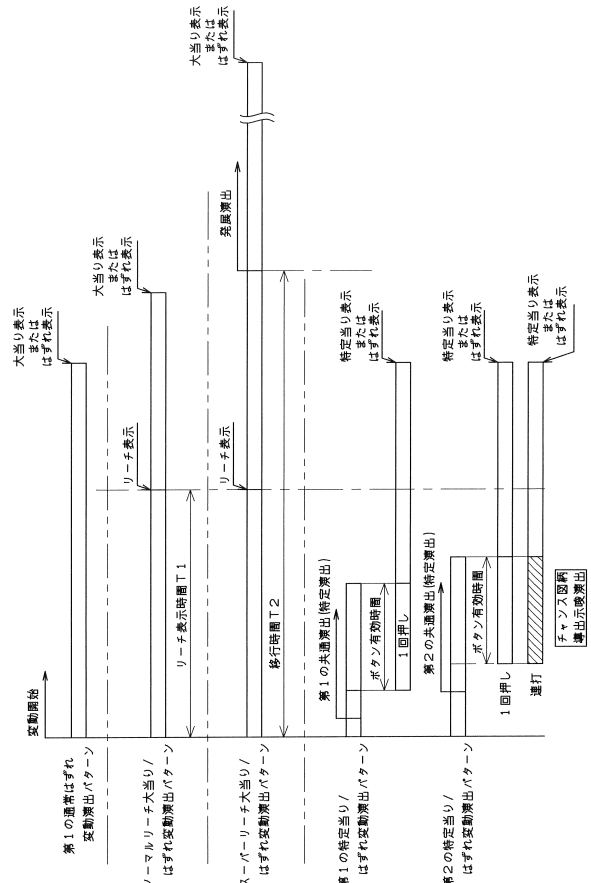 変動開始
第1の通常はずれ
変動演出パターン
大当り表示
または
はずれ表示
ノーマルリーチ大当り/
はずれ変動演出パターン
リーチ表示時間T1
リーチ表示
大当り表示
または
はずれ表示
スーパーリーチ大当り/
はずれ変動演出パターン
移行時間T2
リーチ表示
発展演出
大当り表示
または
はずれ表示
第1の特定当り/
はずれ変動演出パターン
第1の共通演出(特定演出)
ボタン有効時間
1回押し
特定当り表示
または
はずれ表示
第2の特定当り/
はずれ変動演出パターン
第2の共通演出(特定演出)
ボタン有効時間
1回押し
特定当り表示
または
はずれ表示
連打
特定当り表示
または
はずれ表示
チャンス図柄
導出示唆演出